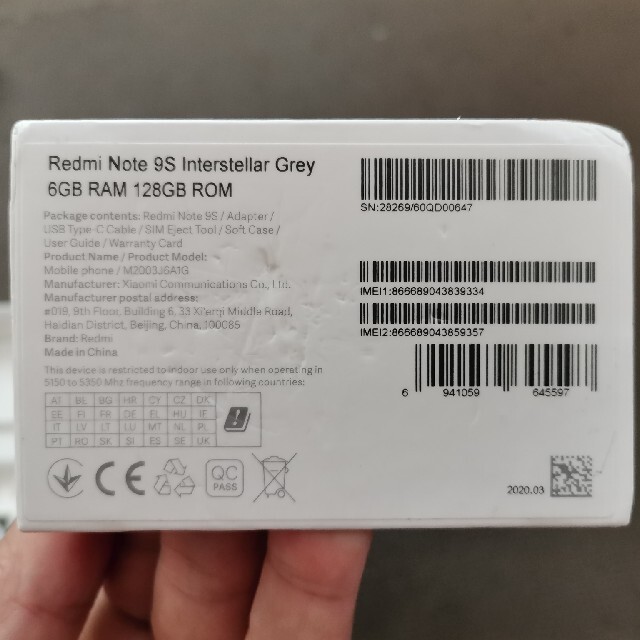 Redmi Note 9S Interstellar Grey
6GB RAM 128GB ROM
Package contents: Redmi Note 9S / Adapter /
USB Type-C Cable / SIM Eject Tool / Soft Case /
User Guide / Warranty Card
Product Name / Product Model:
Mobile phone / M2003J6A1G
Manufacturer: Xiaomi Communications Co., Ltd.
Manufacturer postal address:
#019, 9th Floor, Building 6, 33 Xi'erqi Middle Road,
Haidian District, Beijing, China, 100085
Brand: Redmi
Made in China
This device is restricted to indoor use only when operating in
5150 to 5350 Mhz frequency range in following countries:
AT BE BG HR CY CZ DK
EE FI FR DE EL HU IE
IT LV LT LU MT NL PL
PT RO SK SI ES SE UK
CE
QC
PASS
SN:28269/60QD00647
IMEI1:866689043839334
IMEI2:866689043859357
6 941059 645597
2020.03